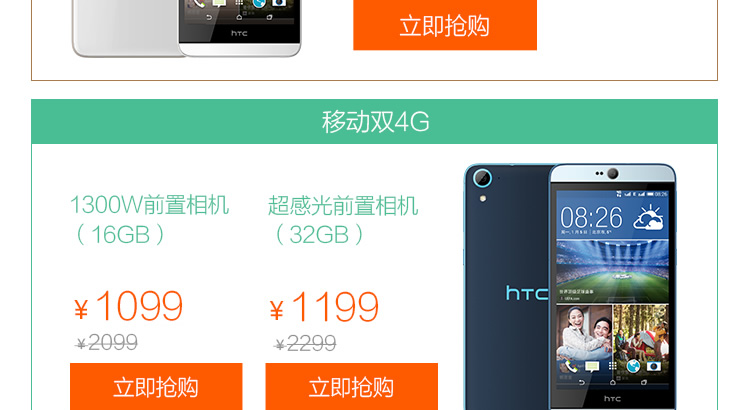 hTC
立即抢购
移动双4G
1300W前置相机
（16GB）
超感光前置相机
（32GB）
¥1099
¥1199
¥2099
¥2299
立即抢购
立即抢购
08:26
08:26
hTC
hTC